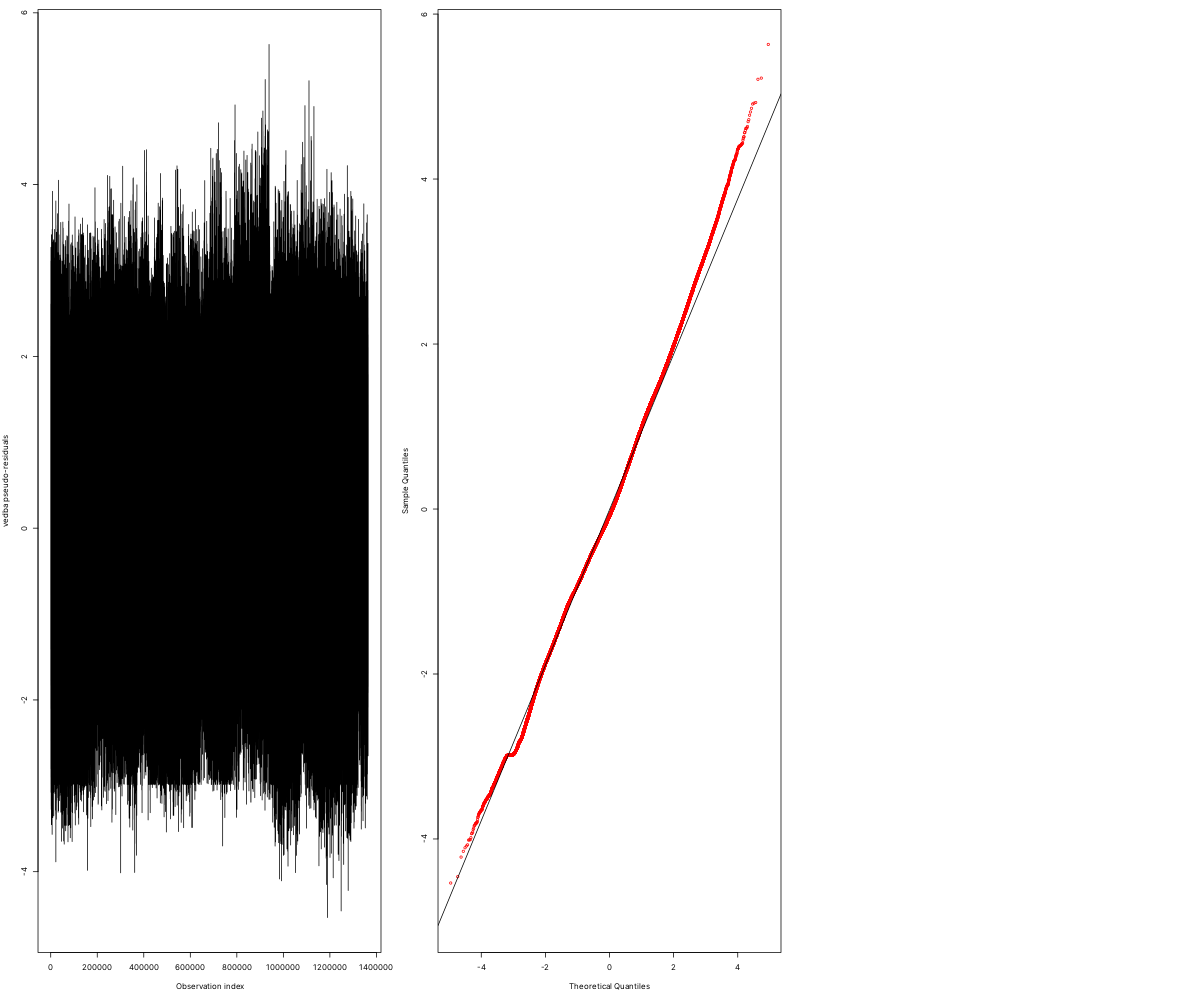 6
4
2
0
-2
-4
vedba pseudo-residuals
0 200000 400000 600000 800000 1000000 1200000 1400000
Observation index
6
4
2
0
-2
-4
Sample Quantiles
-4 -2 0 2 4
Theoretical Quantiles